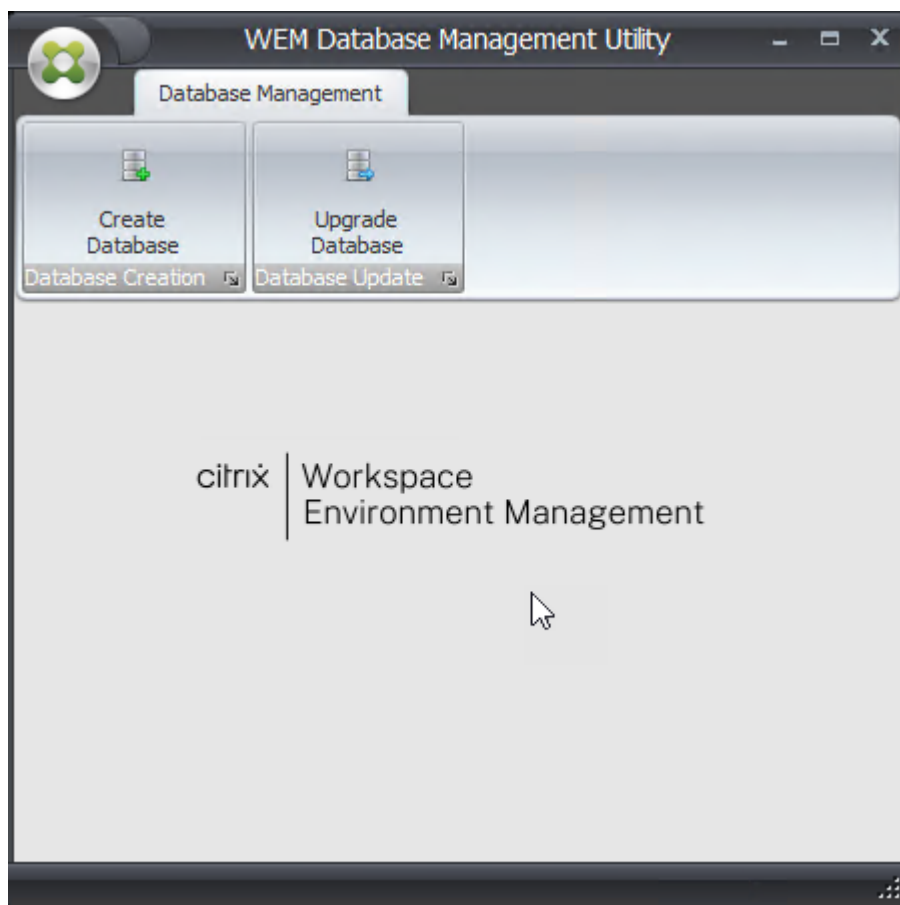 WEM Database Management Utility
Database Management
Create
Database
Upgrade
Database
Database Creation
Database Update
citrix
Workspace
Environment Management